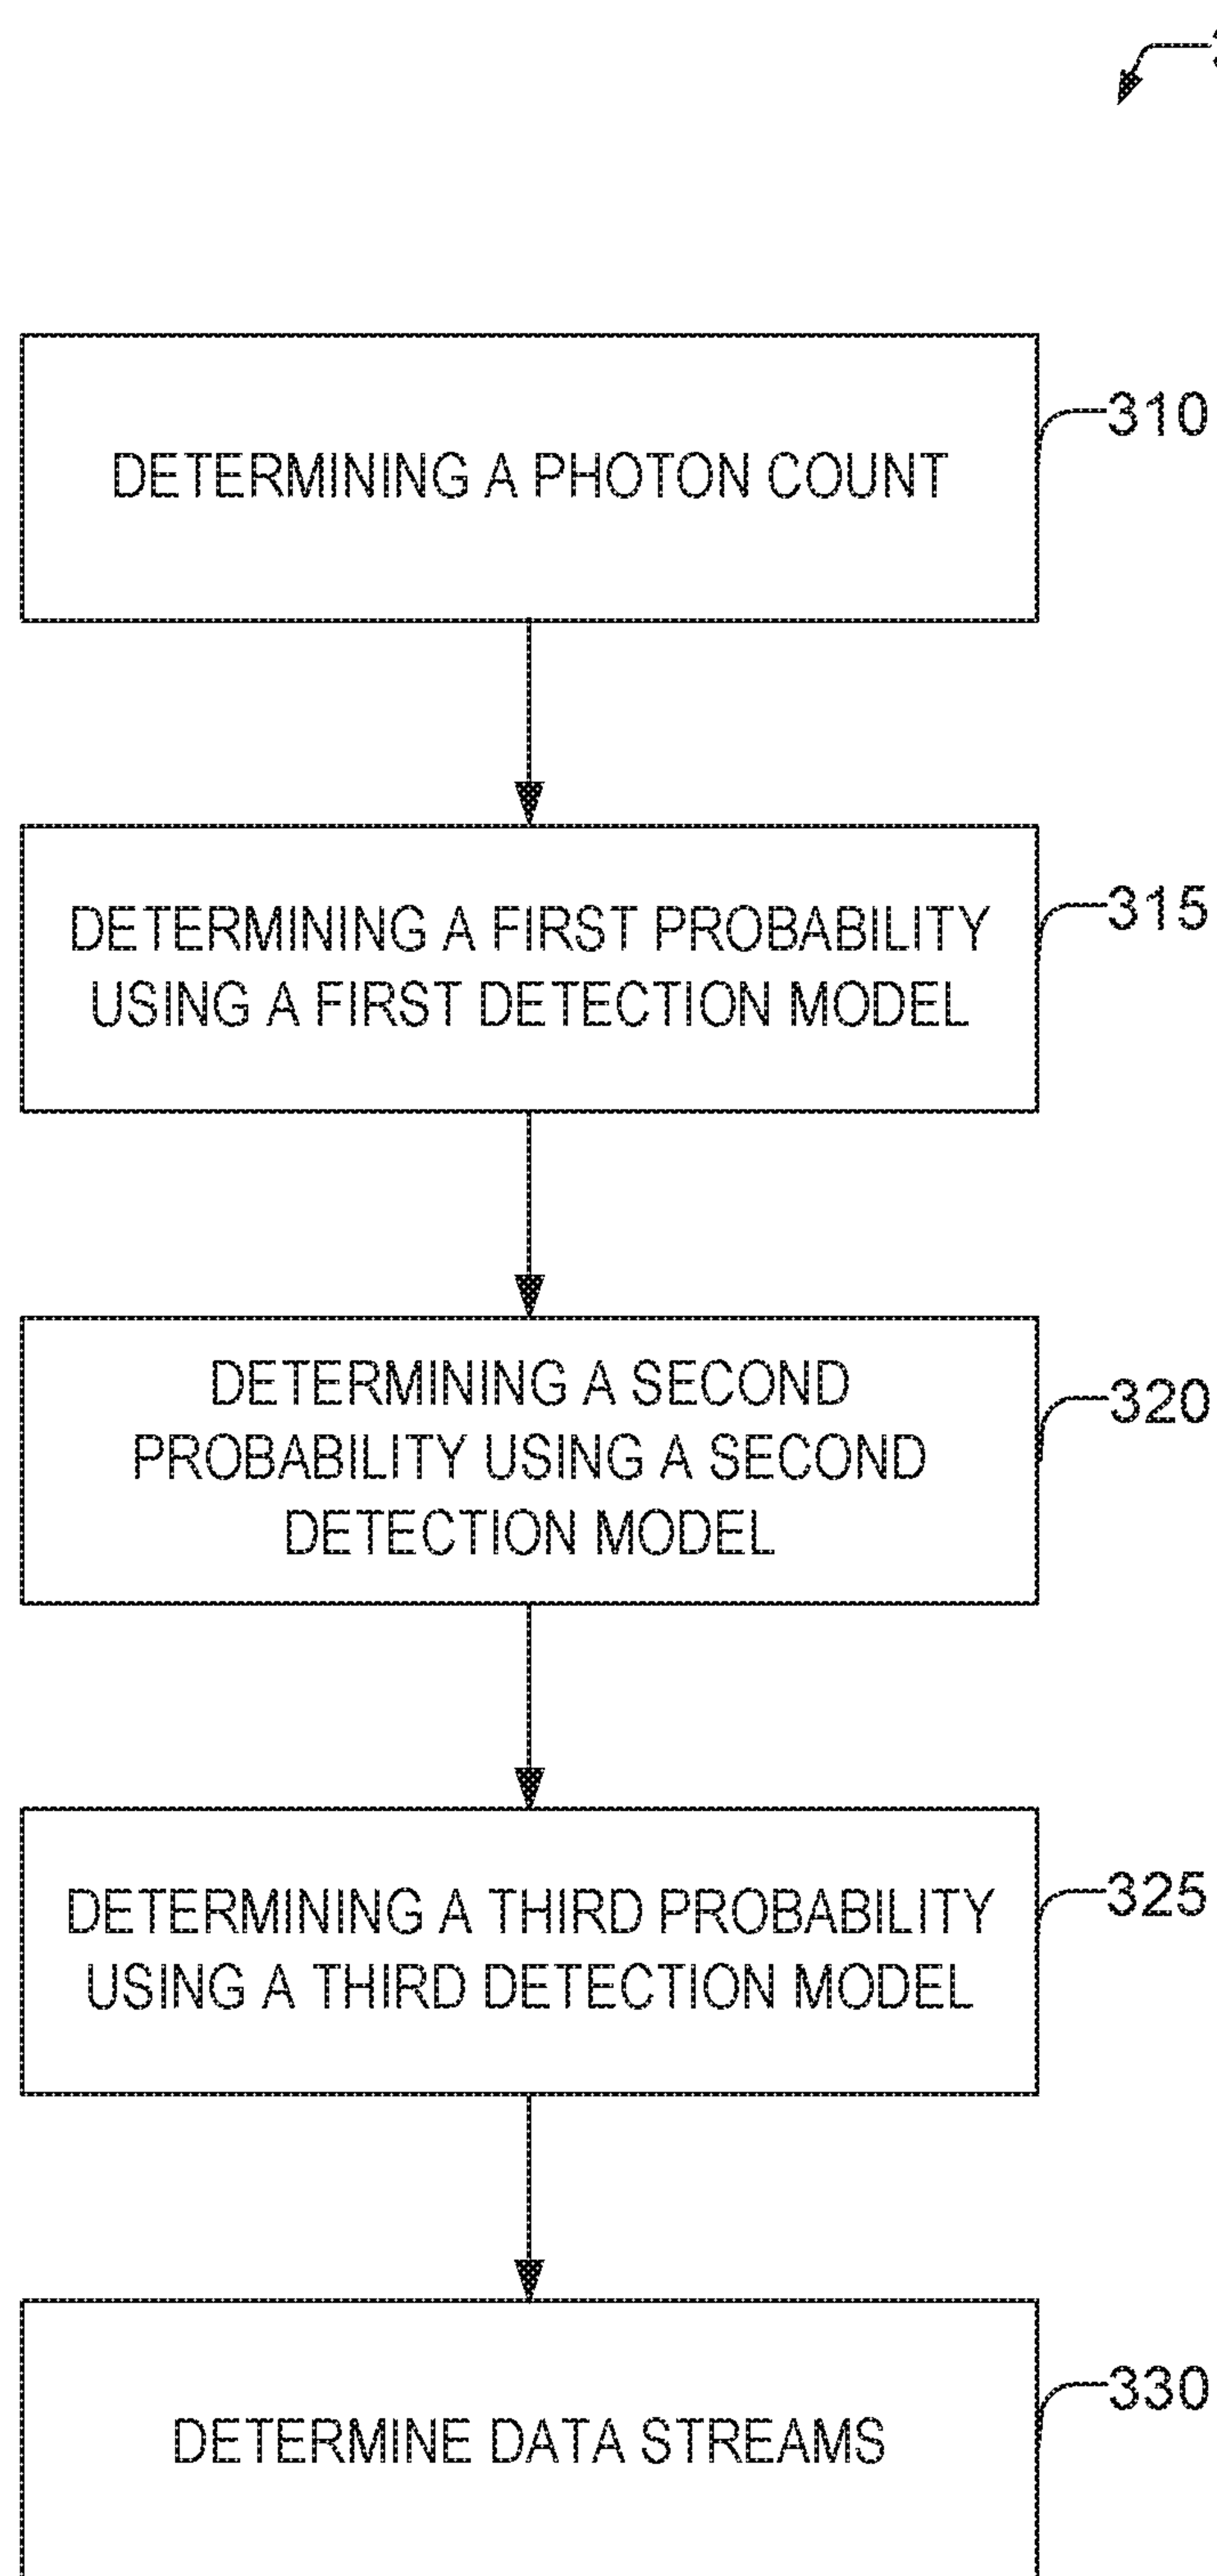 DETERMINING A PHOTON COUNT
310
DETERMINING A FIRST PROBABILITY
USING A FIRST DETECTION MODEL
315
DETERMINING A SECOND
PROBABILITY USING A SECOND
DETECTION MODEL
320
DETERMINING A THIRD PROBABILITY
USING A THIRD DETECTION MODEL
325
DETERMINE DATA STREAMS
330